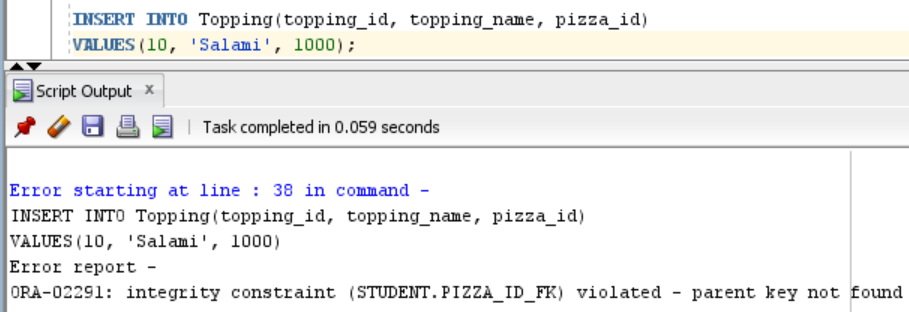 INSERT INTO Topping(topping_id, topping_name, pizza_id)
VALUES(10, 'Salami', 1000);
Script Output x
Task completed in 0.059 seconds
Error starting at line : 38 in command -
INSERT INTO Topping(topping_id, topping_name, pizza_id)
VALUES(10, 'Salami', 1000)
Error report -
ORA-02291: integrity constraint (STUDENT.PIZZA_ID_FK) violated - parent key not found